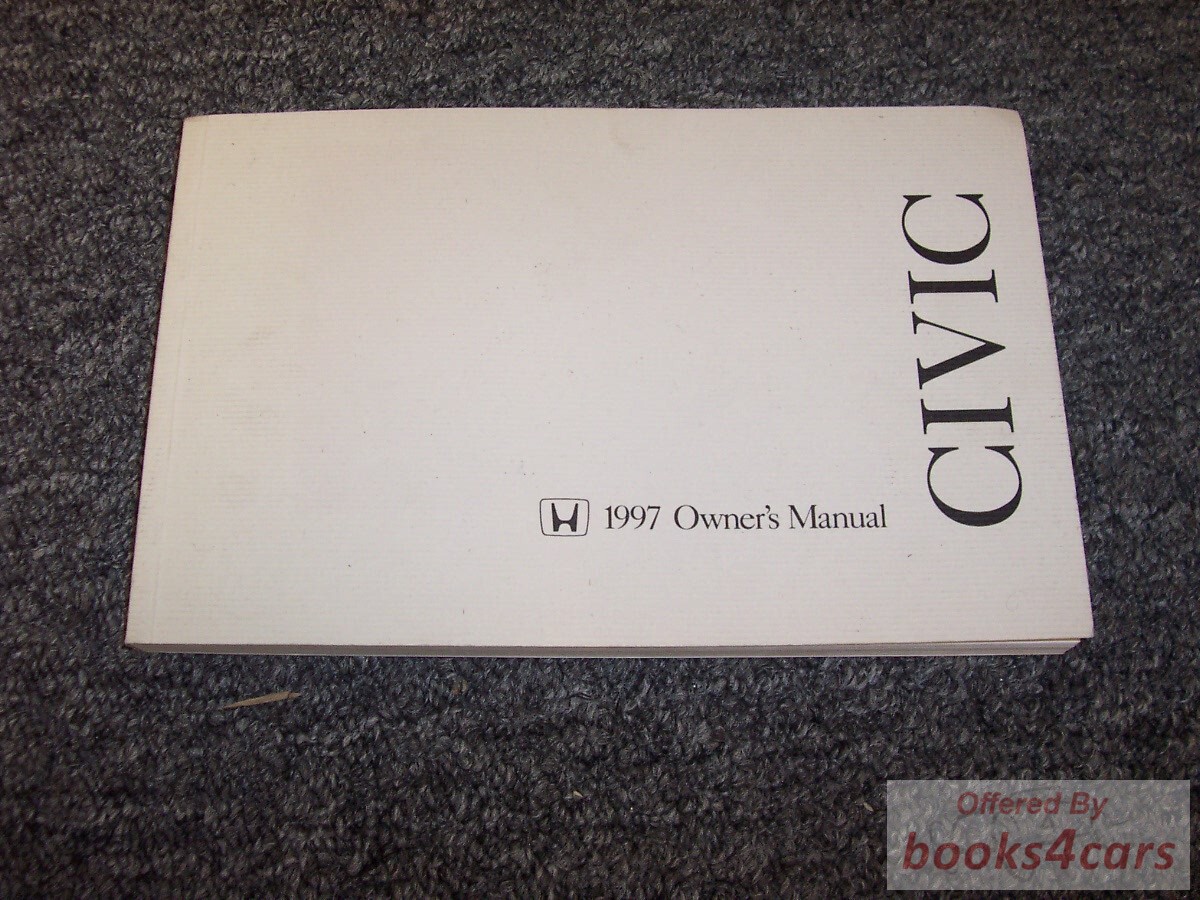 CIVIC
1997 Owner's Manual
Offered By
books4cars